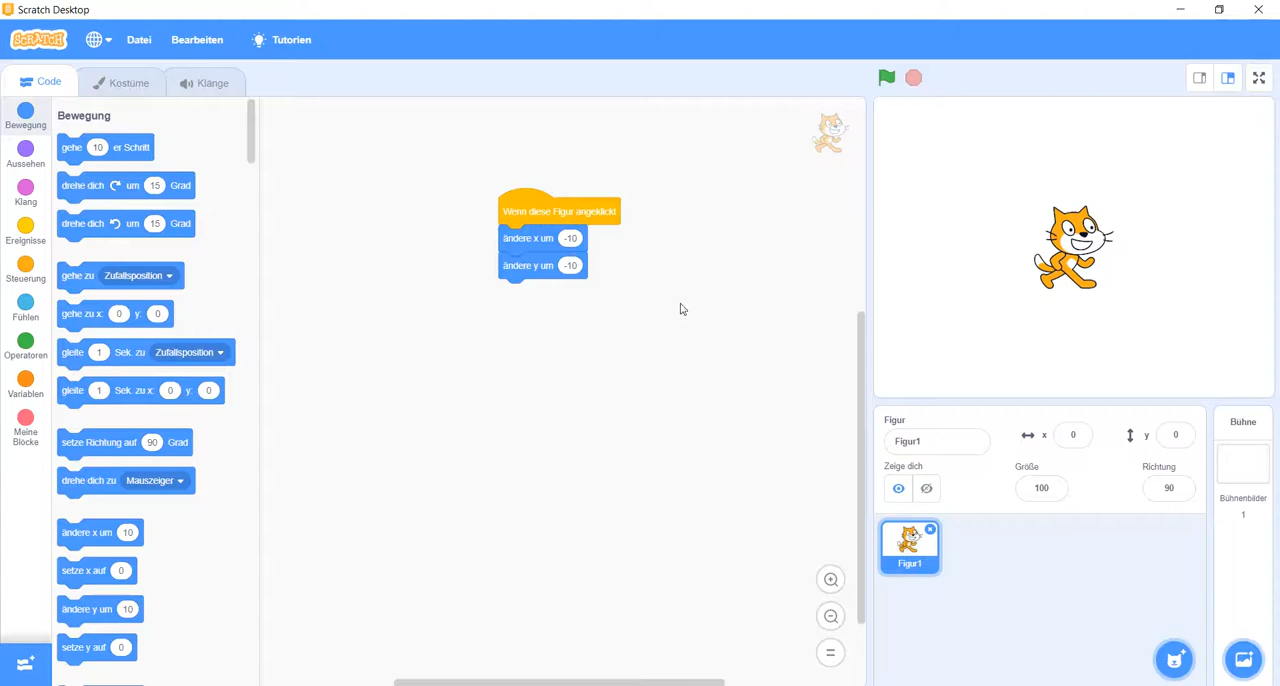 Scratch Desktop
SCRATCH Datei Bearbeiten Tutorien
Code Kostüme Klänge
Bewegung
Aussehen
Klang
Ereignisse
Steuerung
Fühlen
Operatoren
Variablen
Meine
Blöcke
Bewegung
gehe 10 er Schritt
drehe dich um 15 Grad
drehe dich um 15 Grad
gehe zu Zufallsposition
gehe zu x: 0 y: 0
gleite 1 Sek. zu Zufallsposition
gleite 1 Sek. zu x: 0 y: 0
setze Richtung auf 90 Grad
drehe dich zu Mauszeiger
ändere x um 10
setze x auf 0
ändere y um 10
setze y auf 0
Wenn diese Figur angeklickt
ändere x um -10
ändere y um -10
Figur
Figur1 x 0 y 0
Zeige dich Größe Richtung
100 90
Figur1
Bühne
Bühnenbilder
1